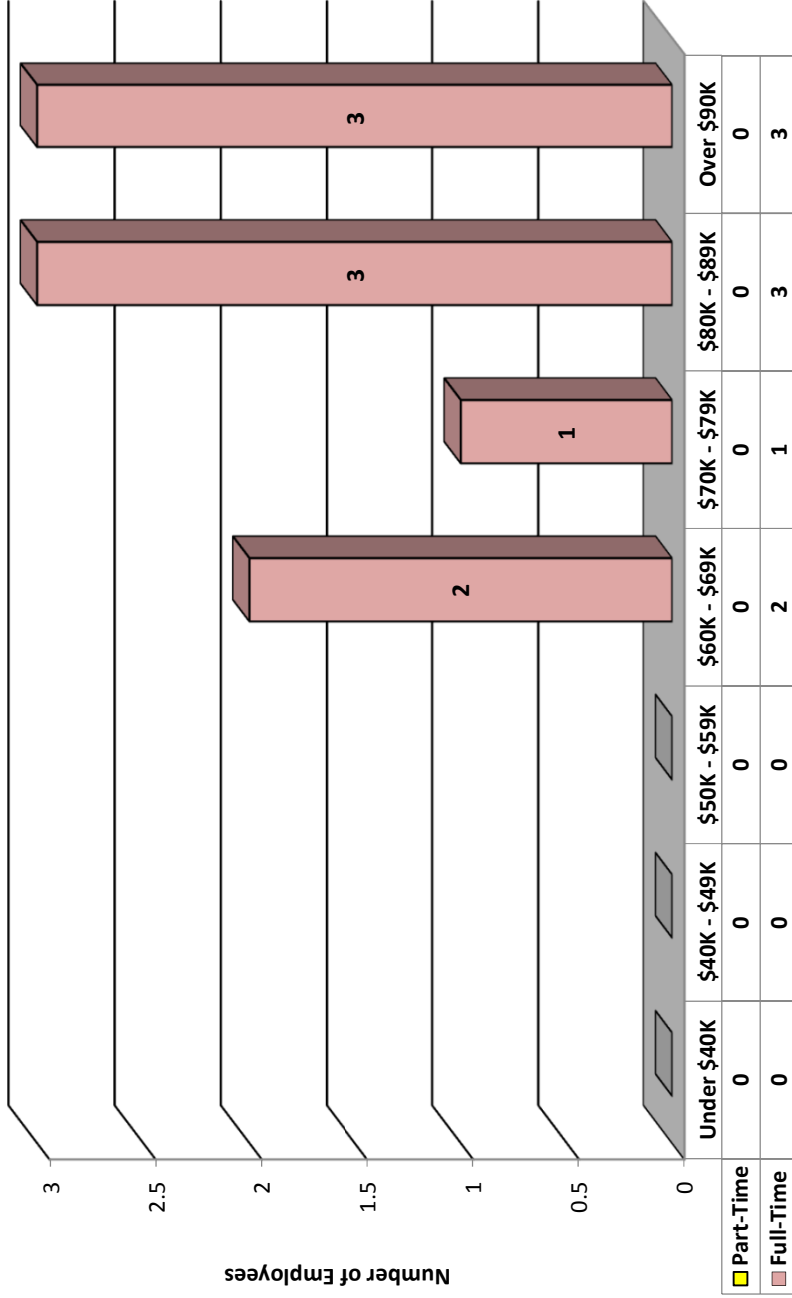 Number of Employees
3
2.5
2
1.5
1
0.5
0
2
1
3
3
Under $40K $40K - $49K $50K - $59K $60K - $69K $70K - $79K $80K - $89K Over $90K
Part-Time 0 0 0 0 0 0 0
Full-Time 0 0 0 2 1 3 3